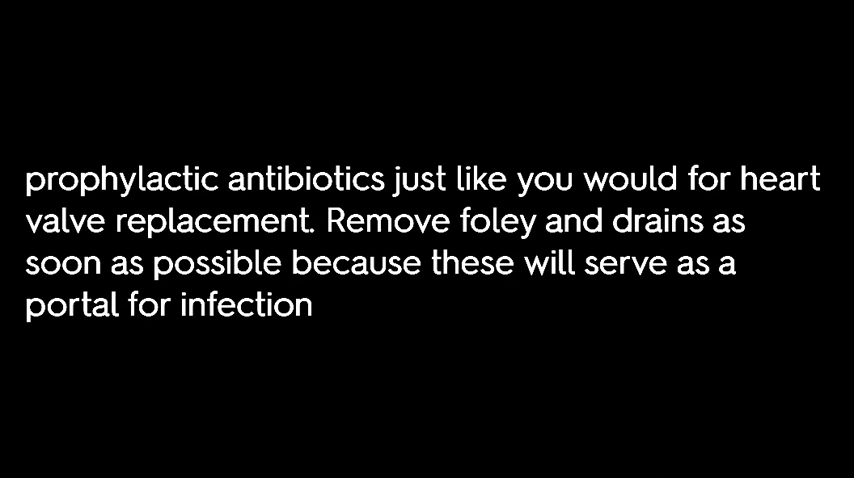 prophylactic antibiotics just like you would for heart
valve replacement. Remove foley and drains as
soon as possible because these will serve as a
portal for infection